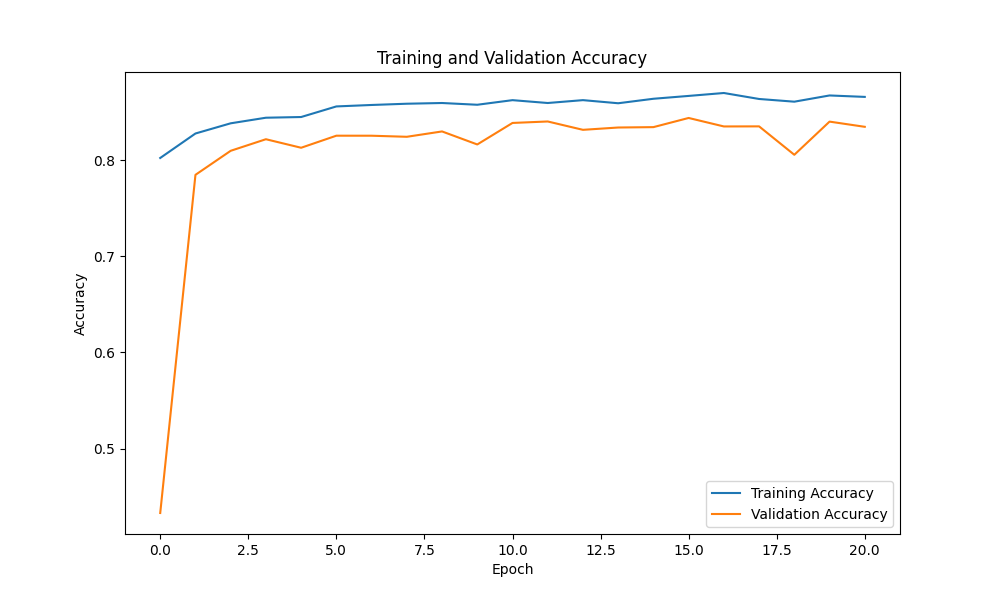 Training and Validation Accuracy
Accuracy
0.8
0.7
0.6
0.5
Training Accuracy
Validation Accuracy
0.0 2.5 5.0 7.5 10.0 12.5 15.0 17.5 20.0
Epoch